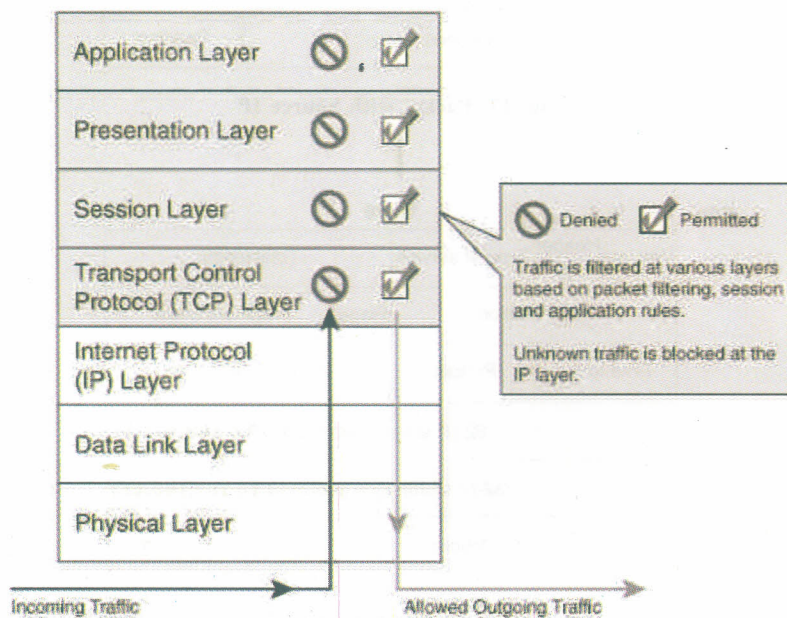 Application Layer
Presentation Layer
Session Layer
Transport Control
Protocol (TCP) Layer
Internet Protocol
(IP) Layer
Data Link Layer
Physical Layer
Denied Permitted
Traffic is filtered at various layers
based on packet filtering, session
and application rules.
Unknown traffic is blocked at the
IP layer.
Incoming Traffic
Allowed Outgoing Traffic